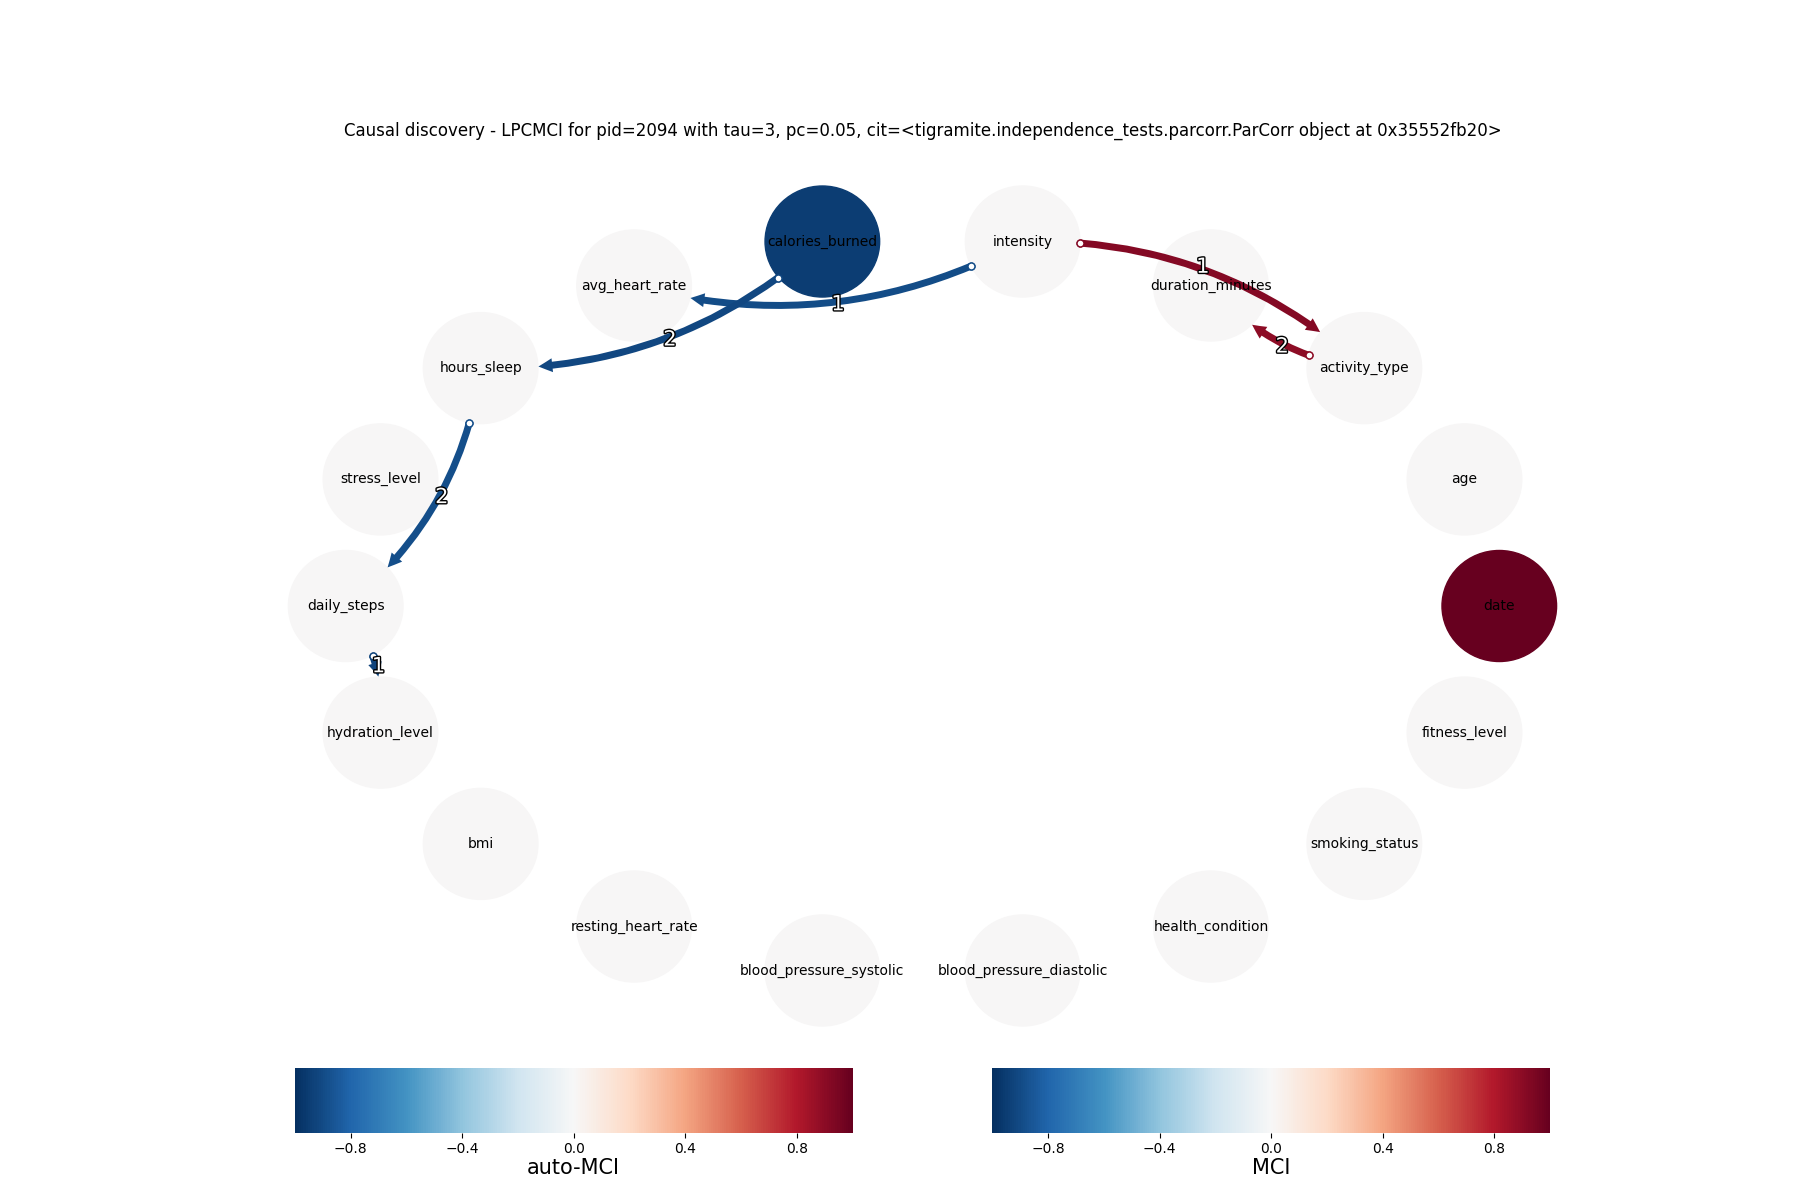 Causal discovery - LPCMCI for pid=2094 with tau=3, pc=0.05, cit=<tigramite.independence_tests.parcorr.ParCorr object at 0x35552fb20>
calories_burned
intensity
1
avg_heart_rate
duration_minutes
1
2
2
hours_sleep
activity_type
stress_level
age
2
daily_steps
date
1
hydration_level
fitness_level
bmi
smoking_status
resting_heart_rate
health_condition
blood_pressure_systolic
blood_pressure_diastolic
−0.8 −0.4 0.0 0.4 0.8
auto-MCI
−0.8 −0.4 0.0 0.4 0.8
MCI